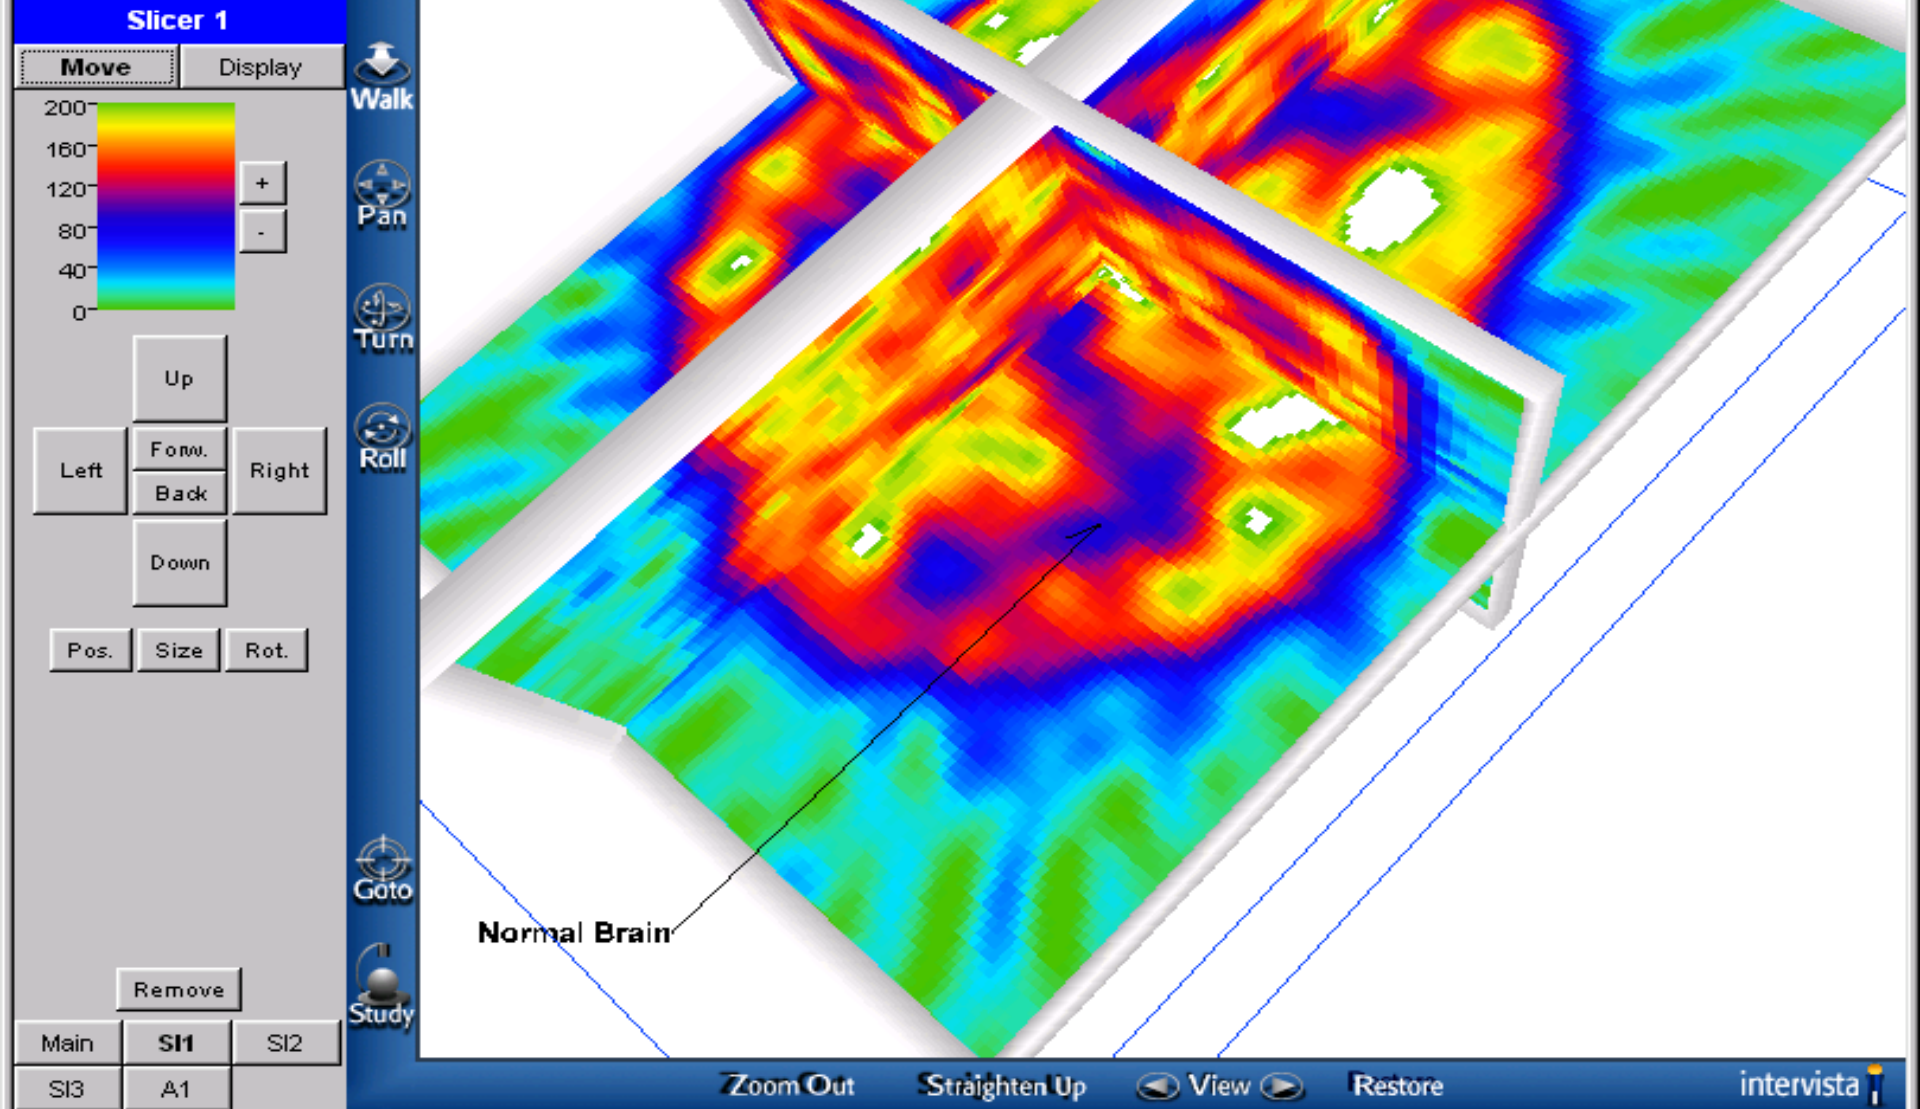 Slicer 1
Move Display
200
160
120
80
40
0
+
-
Up
Left Forw. Right
Back
Down
Pos. Size Rot.
Remove
Main Sl1 Sl2
Sl3 A1
Walk
Pan
Turn
Roll
Goto
Study
Normal Brain
Zoom Out Straighten Up View Restore intervista